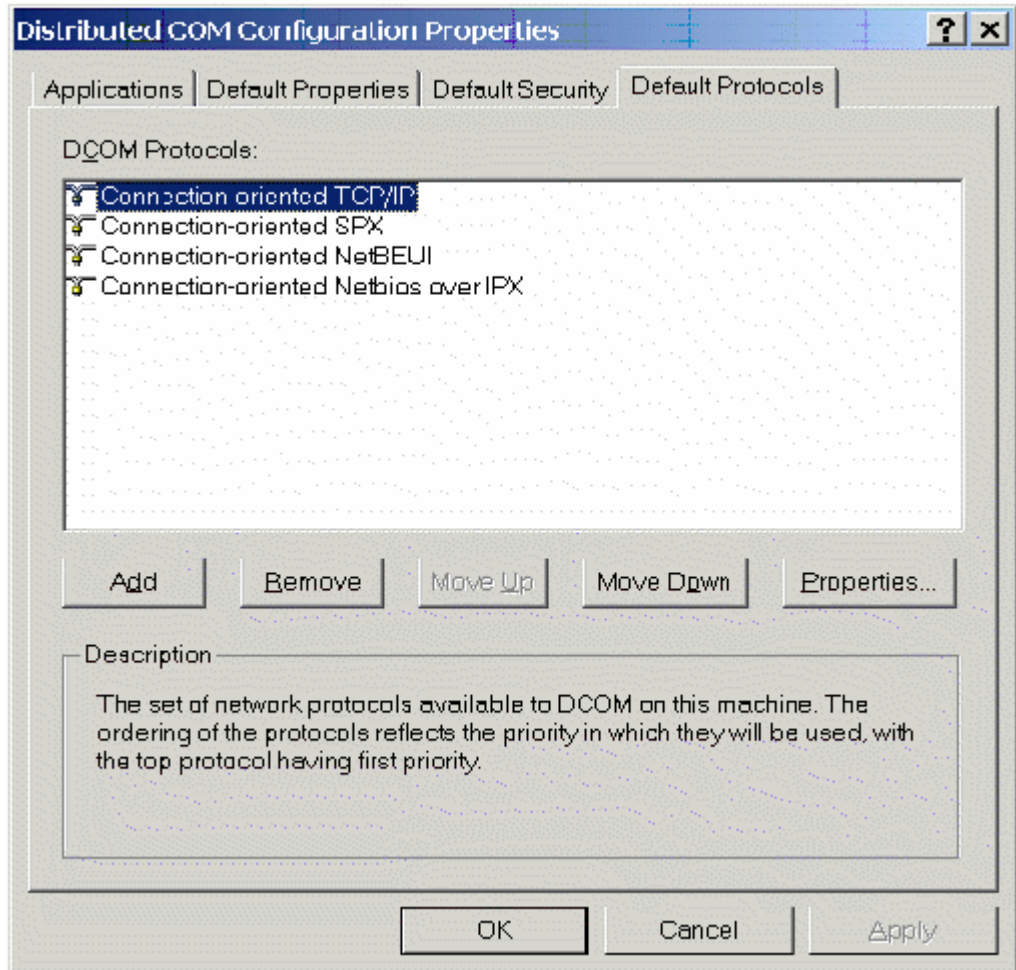 Distributed COM Configuration Properties
Applications Default Properties Default Security Default Protocols
DCOM Protocols:
Connection-oriented TCP/IP
Connection-oriented SPX
Connection-oriented NetBEUI
Connection-oriented Netbios over IPX
Add Remove Move Up Move Down Properties...
Description
The set of network protocols available to DCOM on this machine. The
ordering of the protocols reflects the priority in which they will be used, with
the top protocol having first priority.
OK Cancel Apply